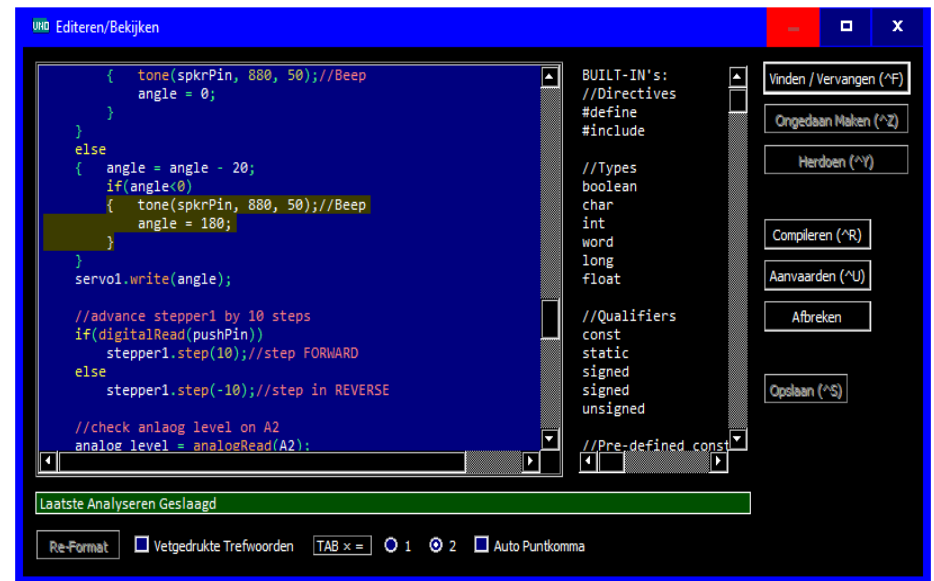 UNO Editeren/Bekijken
{   tone(spkrPin, 880, 50);//Beep
    angle = 0;
}
}
else
{   angle = angle - 20;
    if(angle<0)
    {   tone(spkrPin, 880, 50);//Beep
        angle = 180;
    }
}
servo1.write(angle);
//advance stepper1 by 10 steps
if(digitalRead(pushPin))
    stepper1.step(10);//step FORWARD
else
    stepper1.step(-10);//step in REVERSE
//check anlaog level on A2
analog_level = analogRead(A2);
BUILT-IN's:
//Directives
#define
#include
//Types
boolean
char
int
word
long
float
//Qualifiers
const
static
signed
signed
unsigned
//Pre-defined const
Vinden / Vervangen (^F)
Ongedaan Maken (^Z)
Herdoen (^Y)
Compileren (^R)
Aanvaarden (^U)
Afbreken
Opslaan (^S)
Laatste Analyseren Geslaagd
Re-Format Vetgedrukte Trefwoorden TAB × = 1 2 Auto Puntkomma